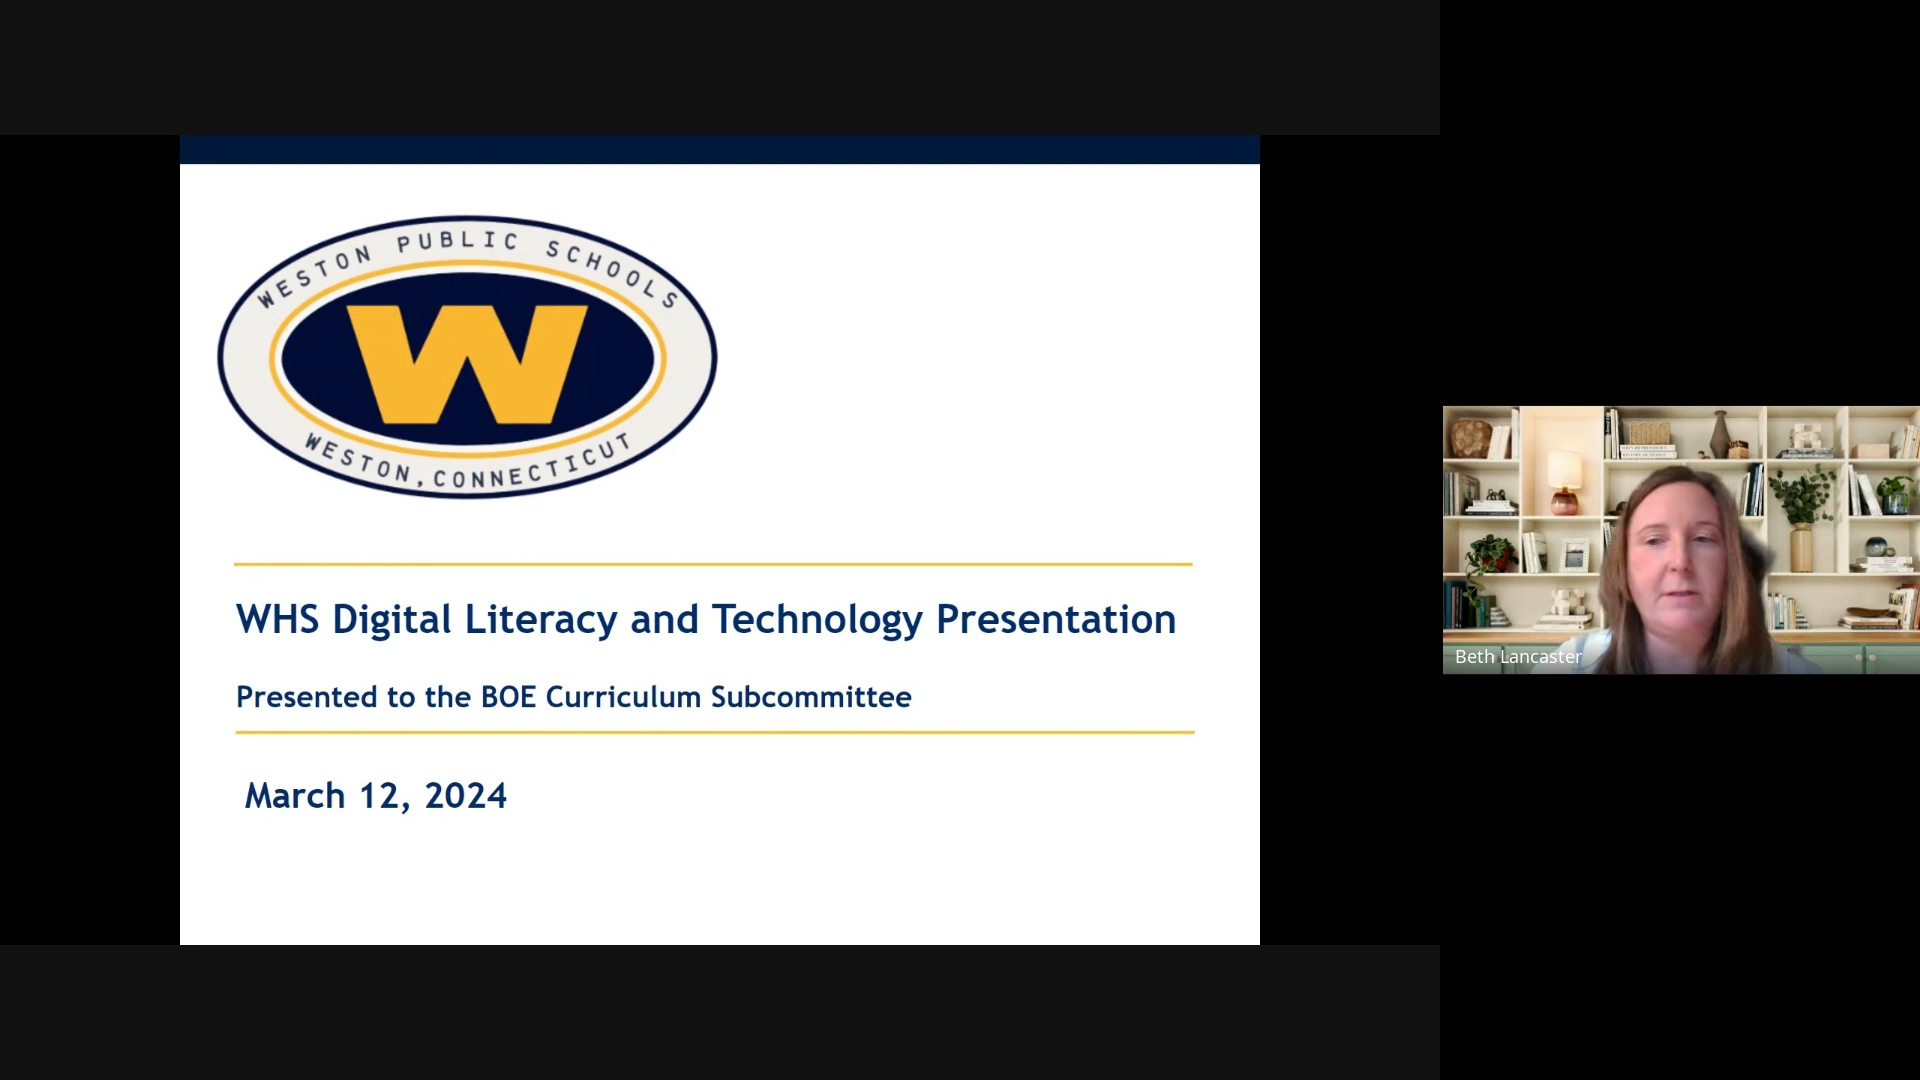 WESTON PUBLIC SCHOOLS
W
WESTON, CONNECTICUT
WHS Digital Literacy and Technology Presentation
Presented to the BOE Curriculum Subcommittee
March 12, 2024
Beth Lancaster